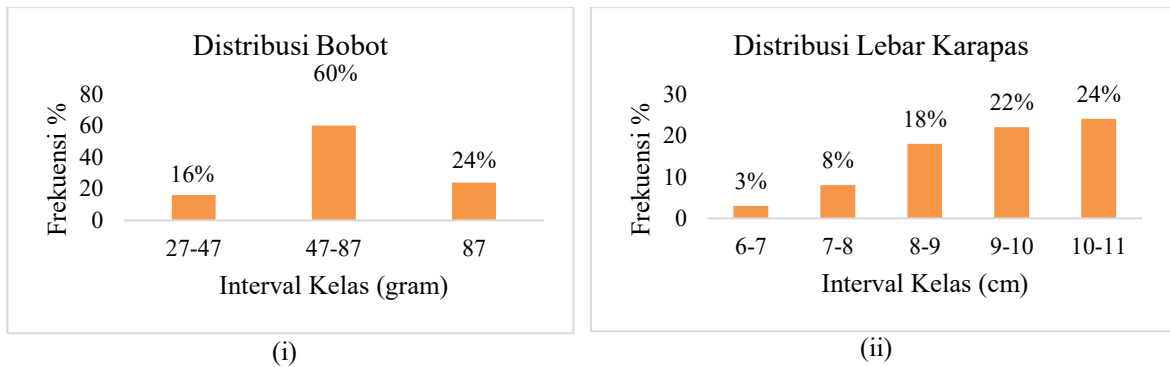 Distribusi Bobot
60%
80
60
40
20
0
16%
24%
Frekuensi %
27-47 47-87 87
Interval Kelas (gram)
(i)
Distribusi Lebar Karapas
30
20
10
0
3%
8%
18%
22%
24%
Frekuensi %
6-7 7-8 8-9 9-10 10-11
Interval Kelas (cm)
(ii)